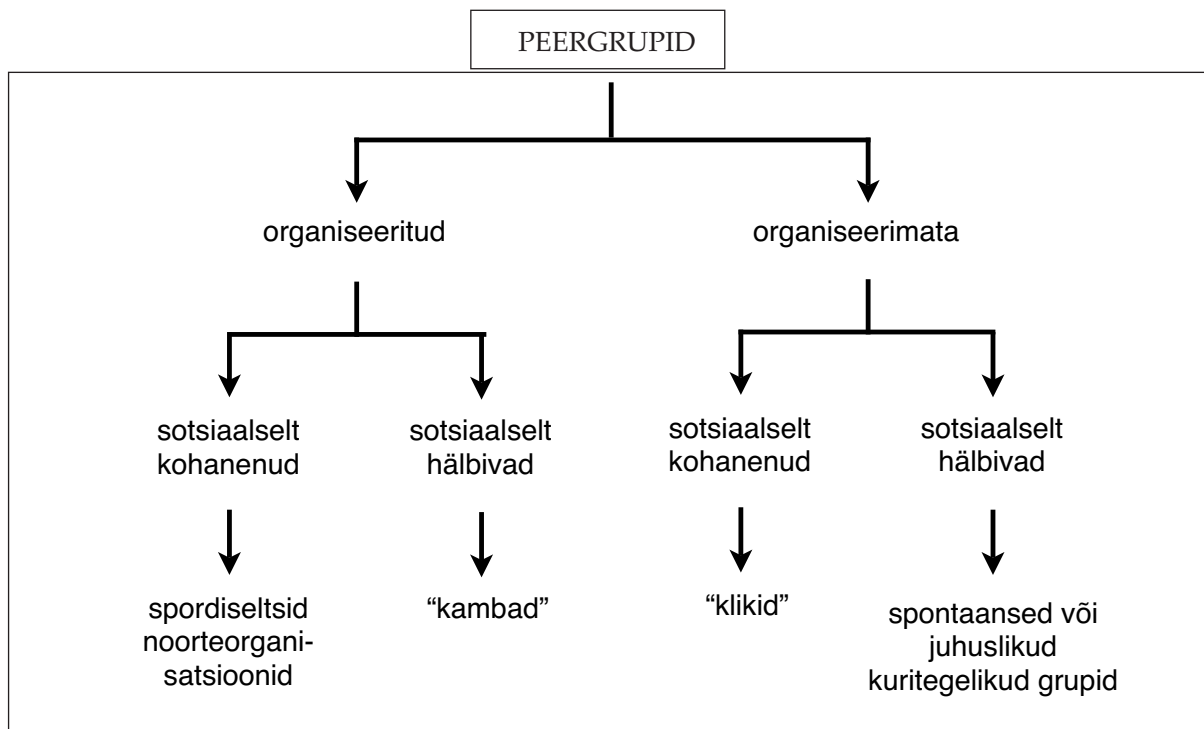 PEERGRUPID
organiseeritud
organiseerimata
sotsiaalselt
kohanenud
sotsiaalselt
hälbivad
sotsiaalselt
kohanenud
sotsiaalselt
hälbivad
spordiseltsid
noorteorgani-
satsioonid
“kambad”
“klikid”
spontaansed või
juhuslikud
kuritegelikud grupid